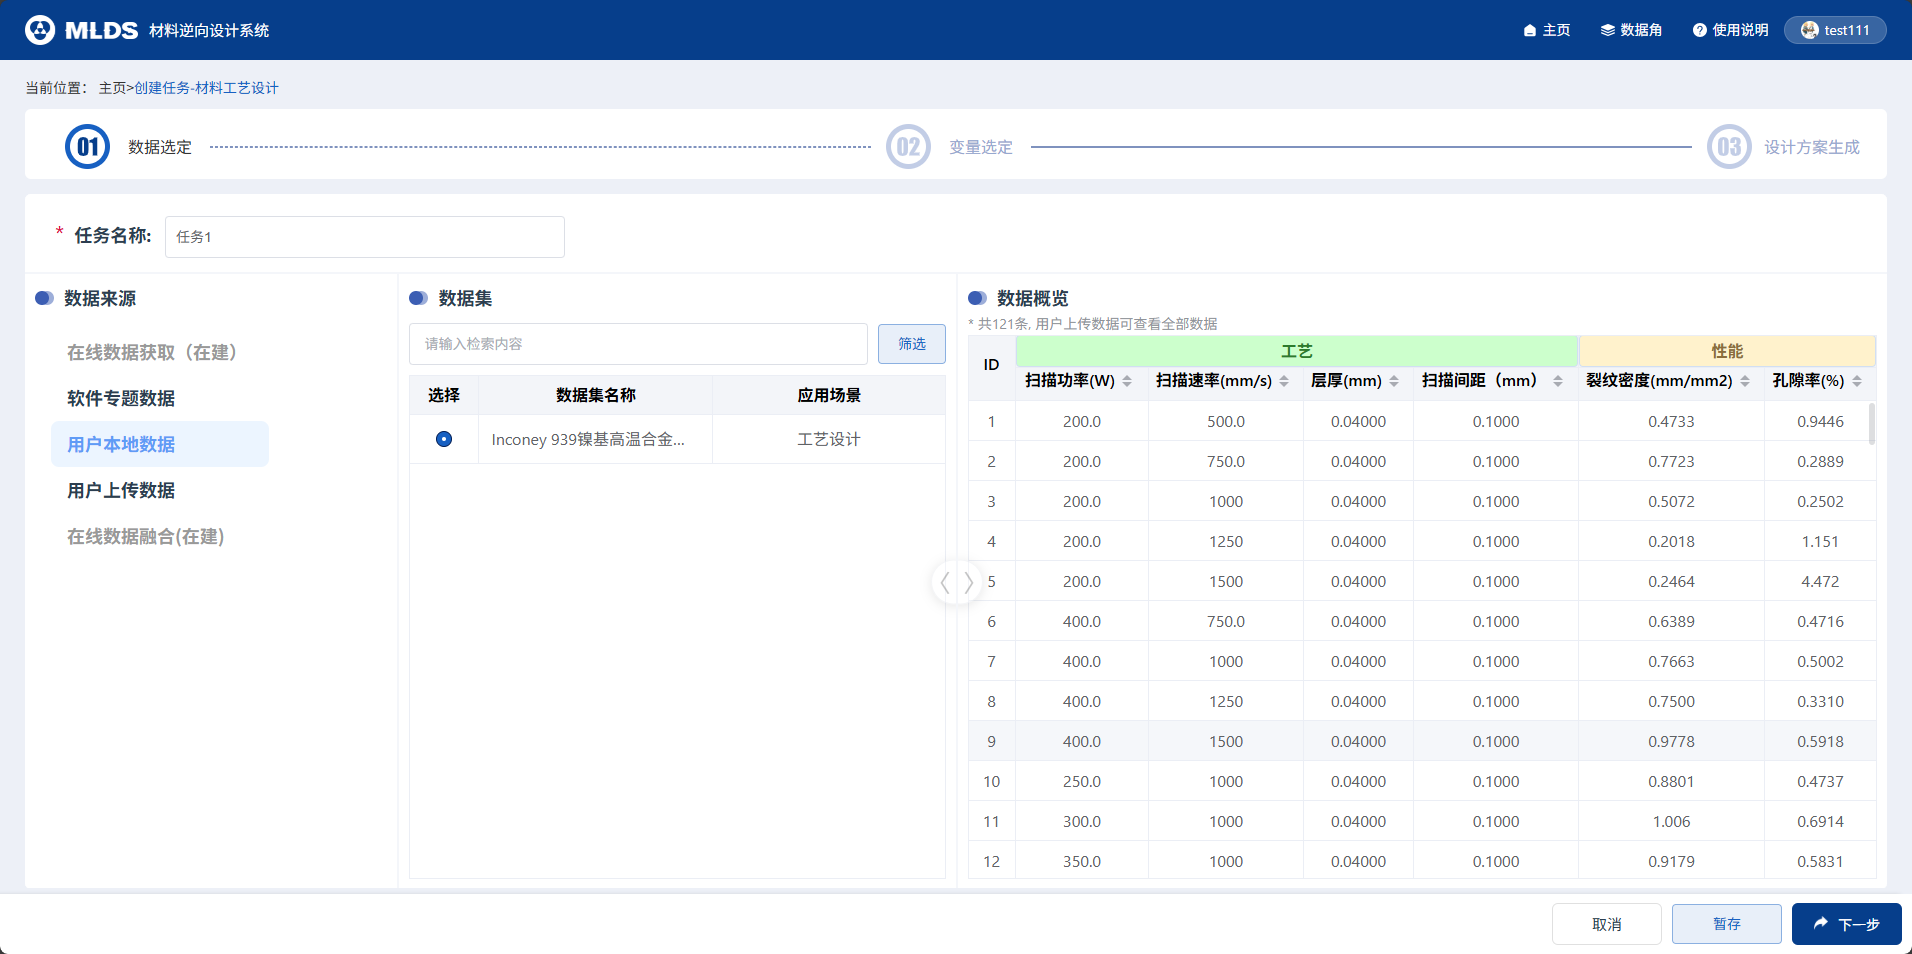 MLDS 材料逆向设计系统
主页 数据角 使用说明 test111
当前位置： 主页>创建任务-材料工艺设计
01 数据选定 02 变量选定 03 设计方案生成
* 任务名称: 任务1
数据来源
在线数据获取（在建）
软件专题数据
用户本地数据
用户上传数据
在线数据融合(在建)
数据集
请输入检索内容 筛选
选择 数据集名称 应用场景
Inconey 939镍基高温合金... 工艺设计
数据概览
* 共121条, 用户上传数据可查看全部数据
ID 工艺 性能
扫描功率(W) 扫描速率(mm/s) 层厚(mm) 扫描间距（mm） 裂纹密度(mm/mm2) 孔隙率(%)
1 200.0 500.0 0.04000 0.1000 0.4733 0.9446
2 200.0 750.0 0.04000 0.1000 0.7723 0.2889
3 200.0 1000 0.04000 0.1000 0.5072 0.2502
4 200.0 1250 0.04000 0.1000 0.2018 1.151
5 200.0 1500 0.04000 0.1000 0.2464 4.472
6 400.0 750.0 0.04000 0.1000 0.6389 0.4716
7 400.0 1000 0.04000 0.1000 0.7663 0.5002
8 400.0 1250 0.04000 0.1000 0.7500 0.3310
9 400.0 1500 0.04000 0.1000 0.9778 0.5918
10 250.0 1000 0.04000 0.1000 0.8801 0.4737
11 300.0 1000 0.04000 0.1000 1.006 0.6914
12 350.0 1000 0.04000 0.1000 0.9179 0.5831
取消 暂存 下一步